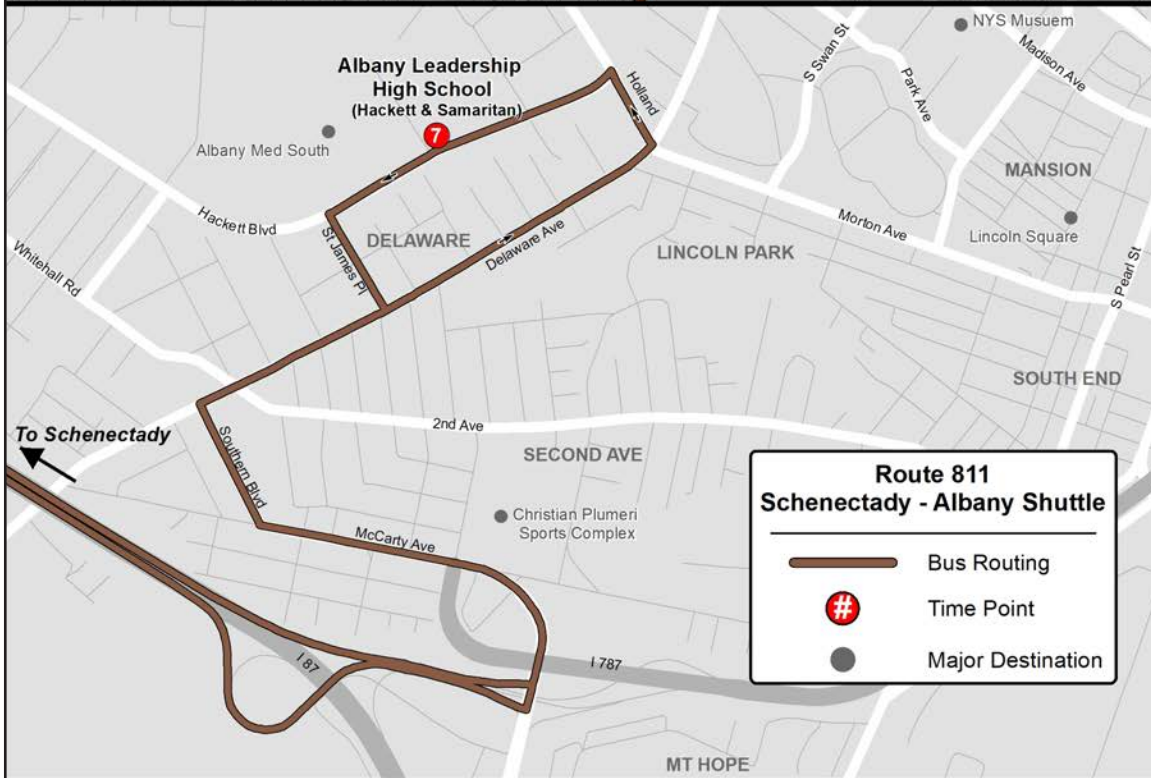 NYS Musuem
Madison Ave
S Swan St
Park Ave
Albany Leadership
High School
(Hackett & Samaritan)
7
Holland
Albany Med South
MANSION
Hackett Blvd
St James Pl
DELAWARE
Delaware Ave
Morton Ave
Lincoln Square
LINCOLN PARK
Whitehall Rd
S Pearl St
SOUTH END
To Schenectady
2nd Ave
Southern Blvd
SECOND AVE
Christian Plumeri
Sports Complex
McCarty Ave
I 87
I 787
MT HOPE
Route 811
Schenectady - Albany Shuttle
Bus Routing
# Time Point
Major Destination